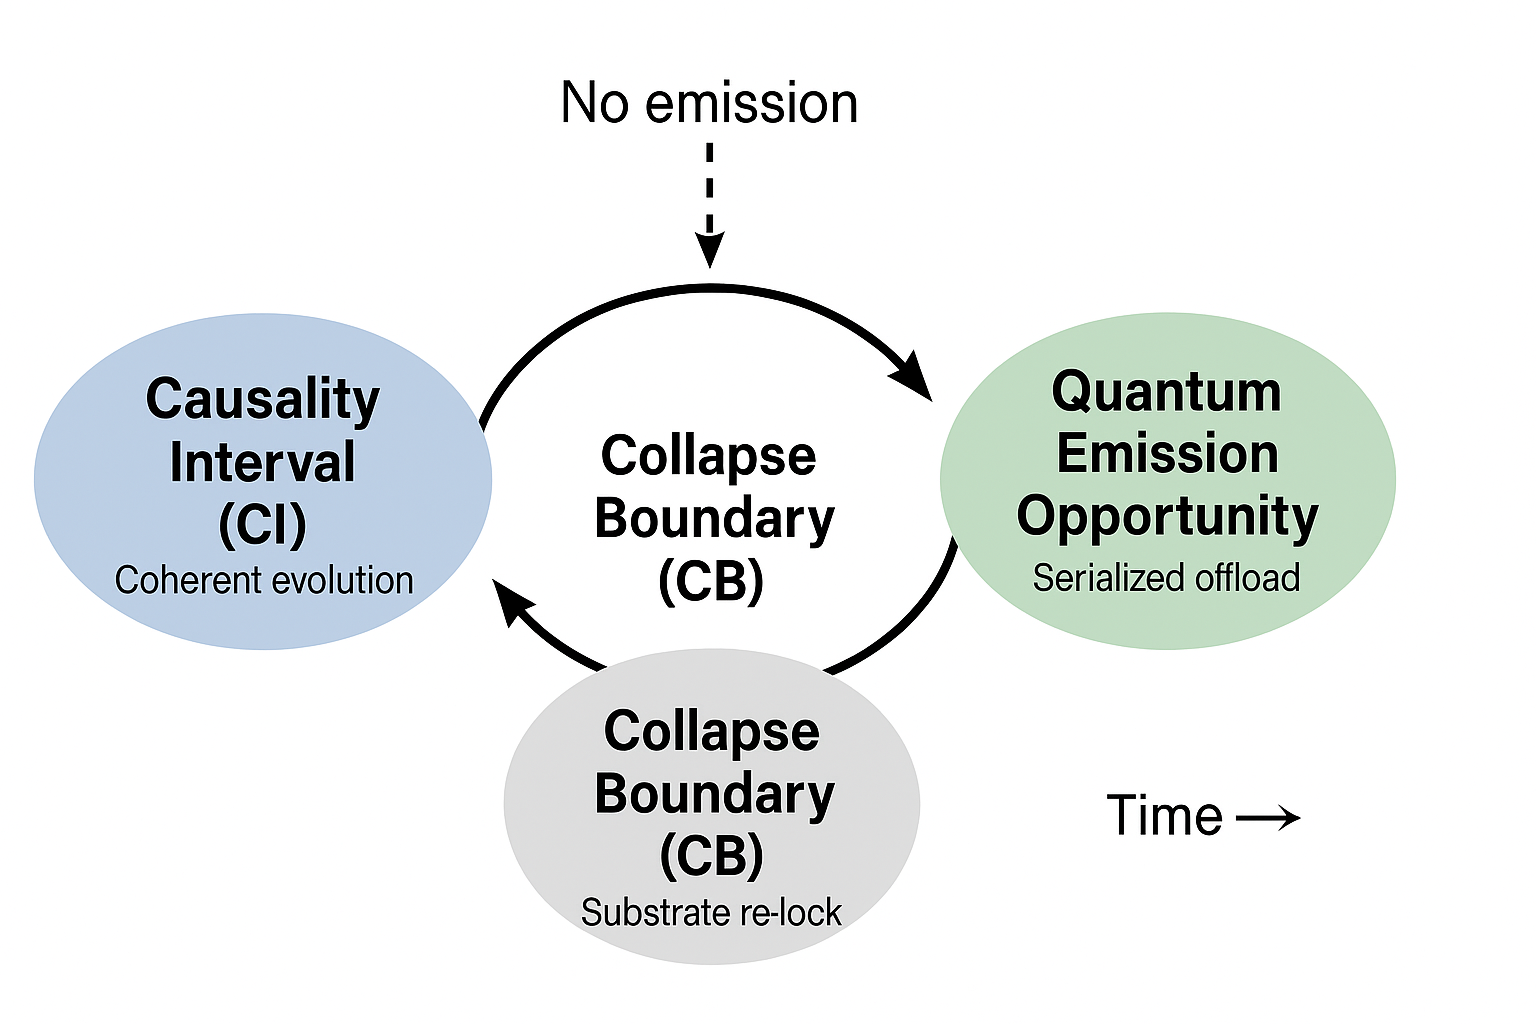 No emission
Causality
Interval
(CI)
Coherent evolution
Collapse
Boundary
(CB)
Quantum
Emission
Opportunity
Serialized offload
Collapse
Boundary
(CB)
Substrate re-lock
Time →